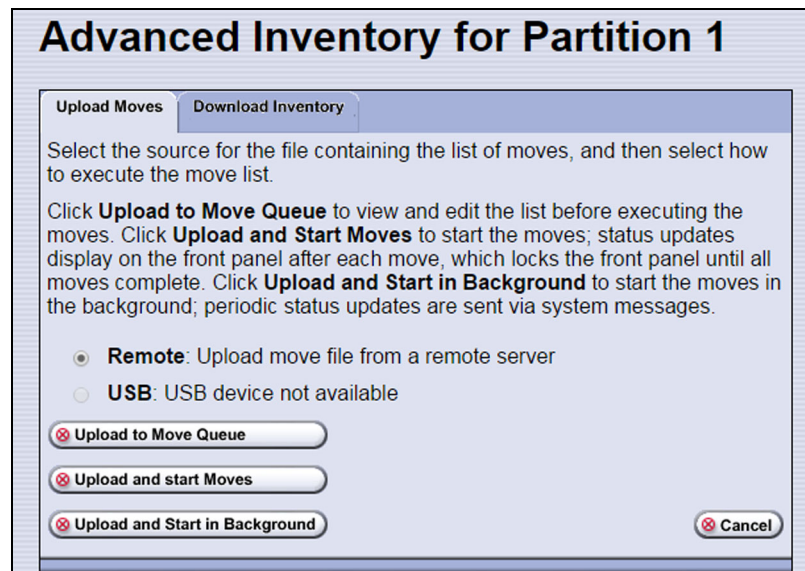 Advanced Inventory for Partition 1
Upload Moves
Download Inventory
Select the source for the file containing the list of moves, and then select how
to execute the move list.
Click Upload to Move Queue to view and edit the list before executing the
moves. Click Upload and Start Moves to start the moves; status updates
display on the front panel after each move, which locks the front panel until all
moves complete. Click Upload and Start in Background to start the moves in
the background; periodic status updates are sent via system messages.
Remote: Upload move file from a remote server
USB: USB device not available
Upload to Move Queue
Upload and start Moves
Upload and Start in Background
Cancel